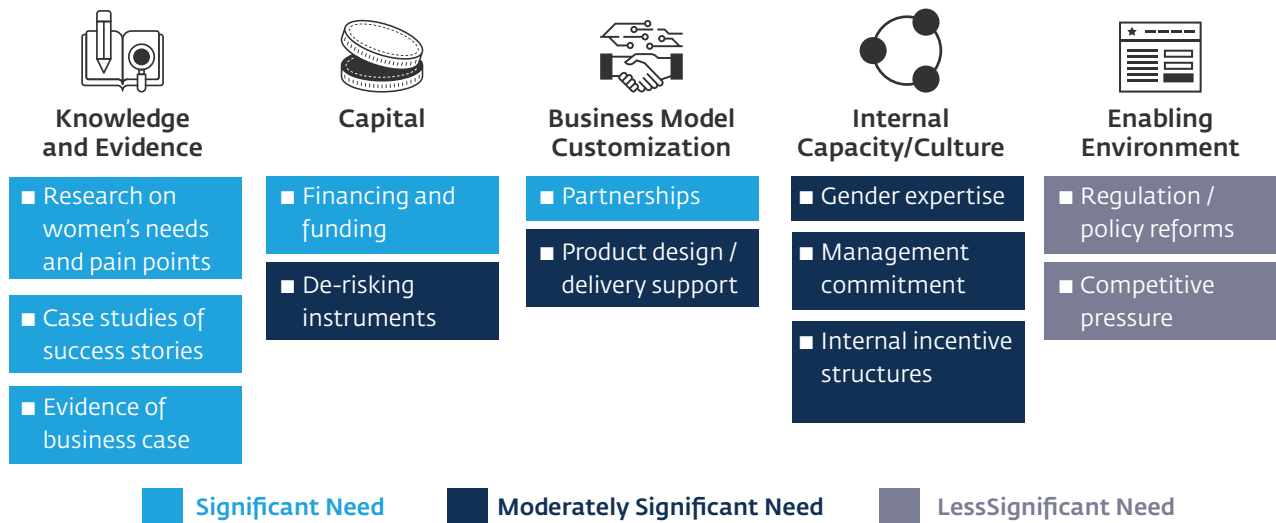 Knowledge
and Evidence
■ Research on
women's needs
and pain points
■ Case studies of
success stories
■ Evidence of
business case
Capital
■ Financing and
funding
■ De-risking
instruments
Business Model
Customization
■ Partnerships
■ Product design /
delivery support
Internal
Capacity/Culture
■ Gender expertise
■ Management
commitment
■ Internal incentive
structures
Enabling
Environment
■ Regulation /
policy reforms
■ Competitive
pressure
Significant Need
Moderately Significant Need
LessSignificant Need